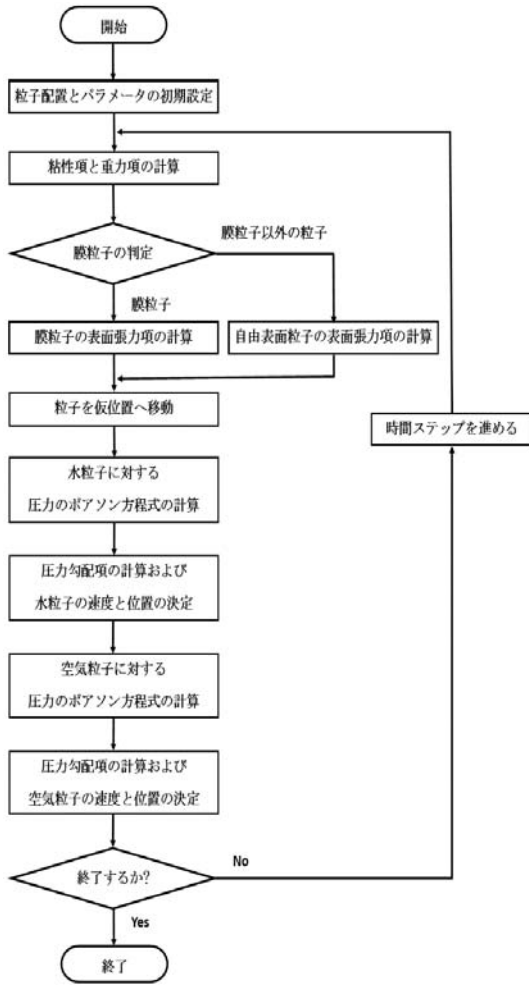 開始
粒子配置とパラメータの初期設定
粘性項と重力項の計算
膜粒子の判定
膜粒子以外の粒子
膜粒子
膜粒子の表面張力項の計算
自由表面粒子の表面張力項の計算
粒子を仮位置へ移動
時間ステップを進める
水粒子に対する
圧力のポアソン方程式の計算
圧力勾配項の計算および
水粒子の速度と位置の決定
空気粒子に対する
圧力のポアソン方程式の計算
圧力勾配項の計算および
空気粒子の速度と位置の決定
終了するか?
No
Yes
終了